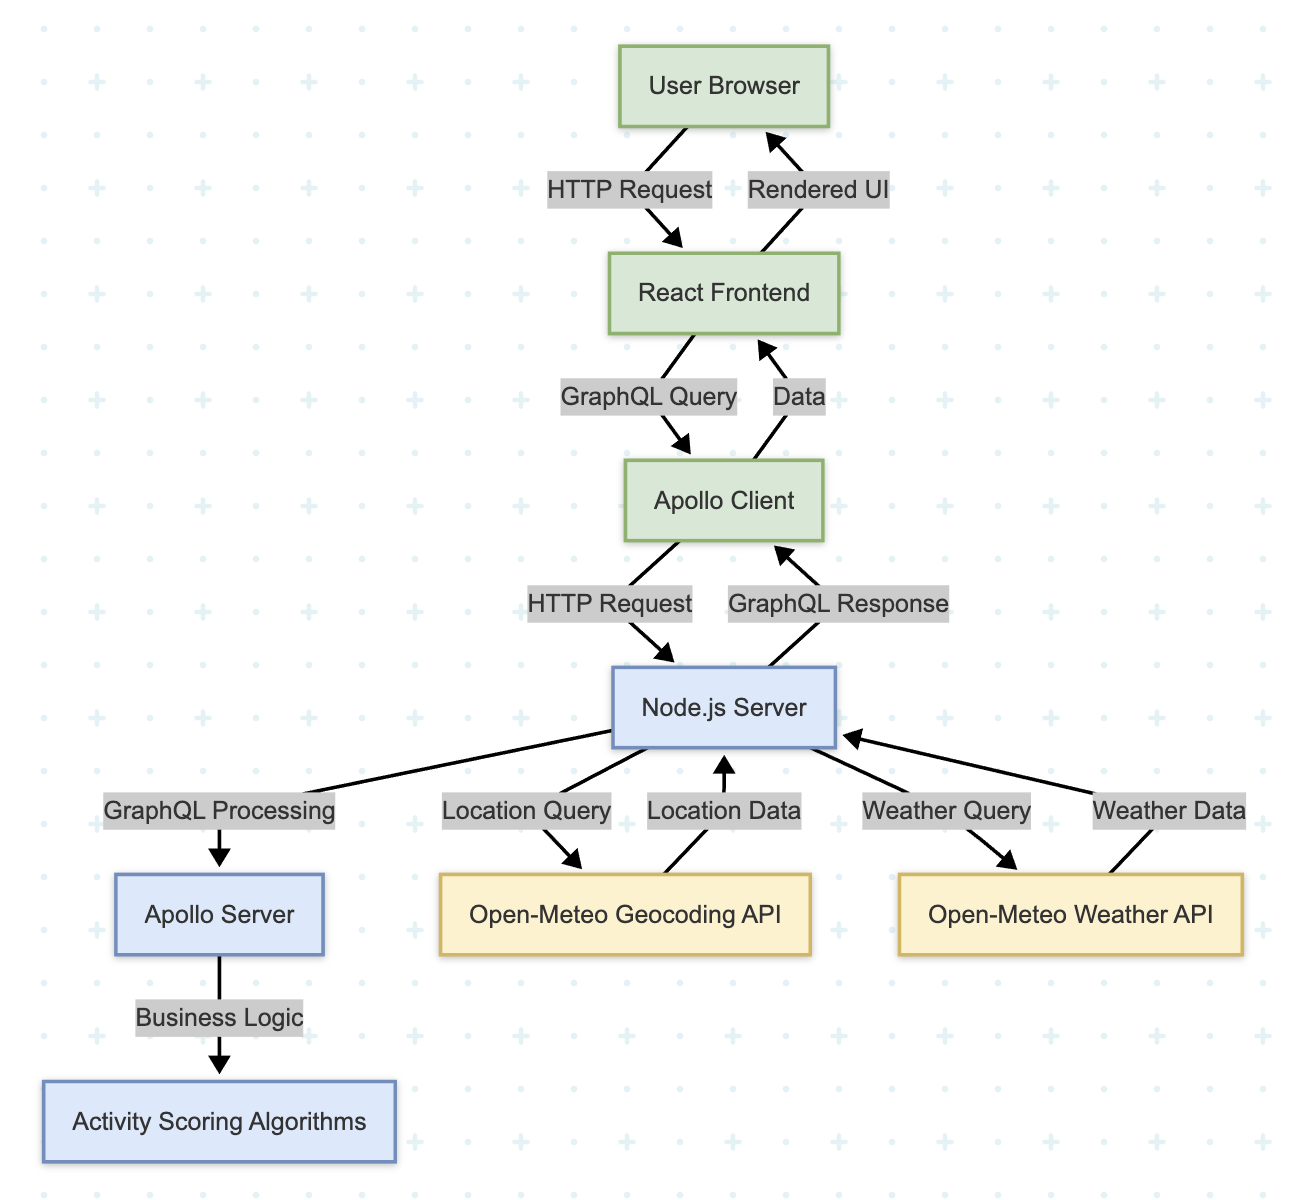 User Browser
HTTP Request
Rendered UI
React Frontend
GraphQL Query
Data
Apollo Client
HTTP Request
GraphQL Response
Node.js Server
GraphQL Processing
Location Query
Location Data
Weather Query
Weather Data
Apollo Server
Open-Meteo Geocoding API
Open-Meteo Weather API
Business Logic
Activity Scoring Algorithms